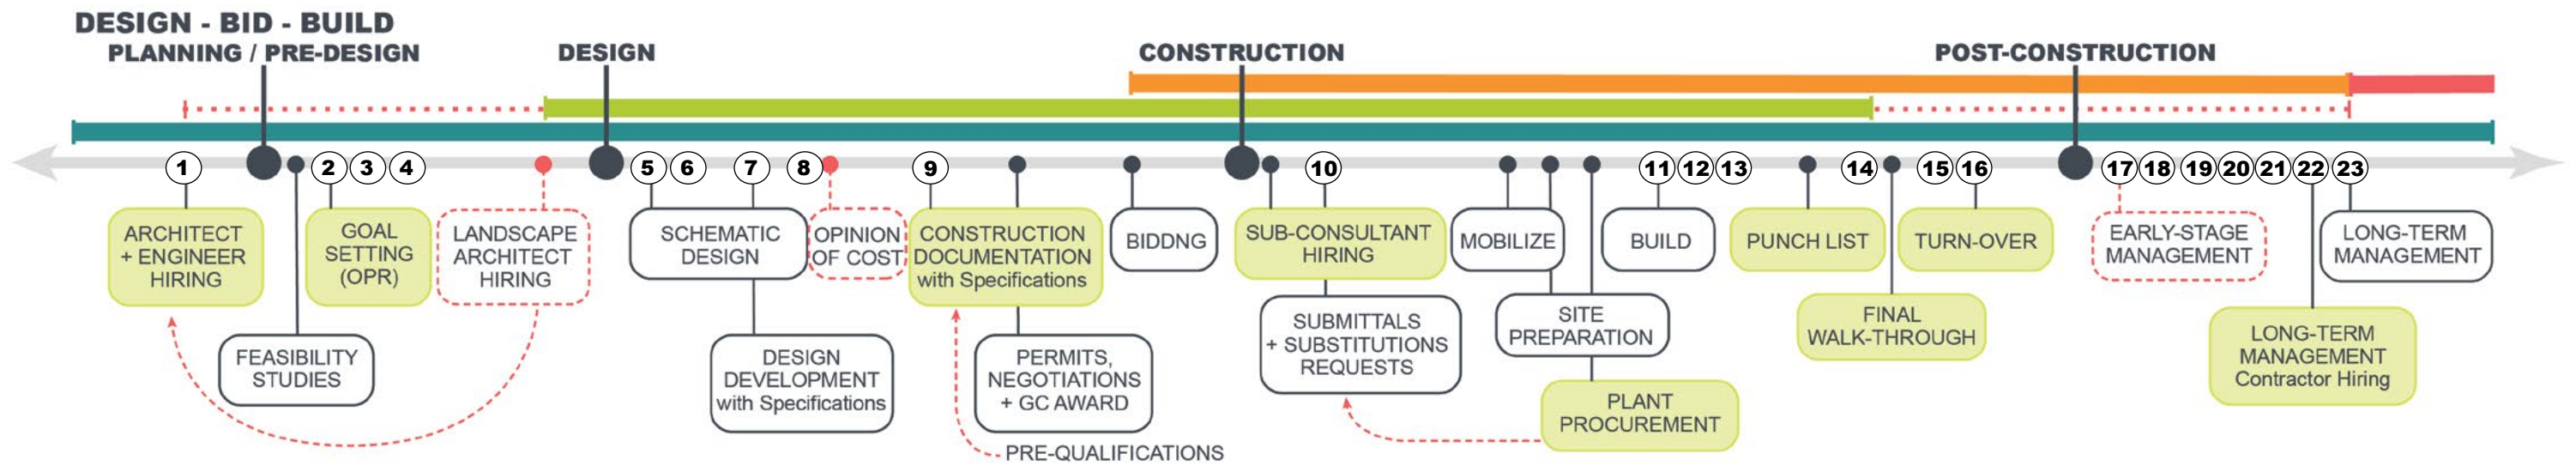 DESIGN - BID - BUILD
PLANNING / PRE-DESIGN
DESIGN
CONSTRUCTION
POST-CONSTRUCTION
1
2
3
4
5
6
7
8
9
10
11
12
13
14
15
16
17
18
19
20
21
22
23
ARCHITECT
+ ENGINEER
HIRING
FEASIBILITY
STUDIES
GOAL
SETTING
(OPR)
LANDSCAPE
ARCHITECT
HIRING
SCHEMATIC
DESIGN
DESIGN
DEVELOPMENT
with Specifications
OPINION
OF COST
CONSTRUCTION
DOCUMENTATION
with Specifications
PERMITS,
NEGOTIATIONS
+ GC AWARD
PRE-QUALIFICATIONS
BIDDNG
SUB-CONSULTANT
HIRING
SUBMITTALS
+ SUBSTITUTIONS
REQUESTS
MOBILIZE
SITE
PREPARATION
PLANT
PROCUREMENT
BUILD
PUNCH LIST
FINAL
WALK-THROUGH
TURN-OVER
EARLY-STAGE
MANAGEMENT
LONG-TERM
MANAGEMENT
Contractor Hiring
LONG-TERM
MANAGEMENT